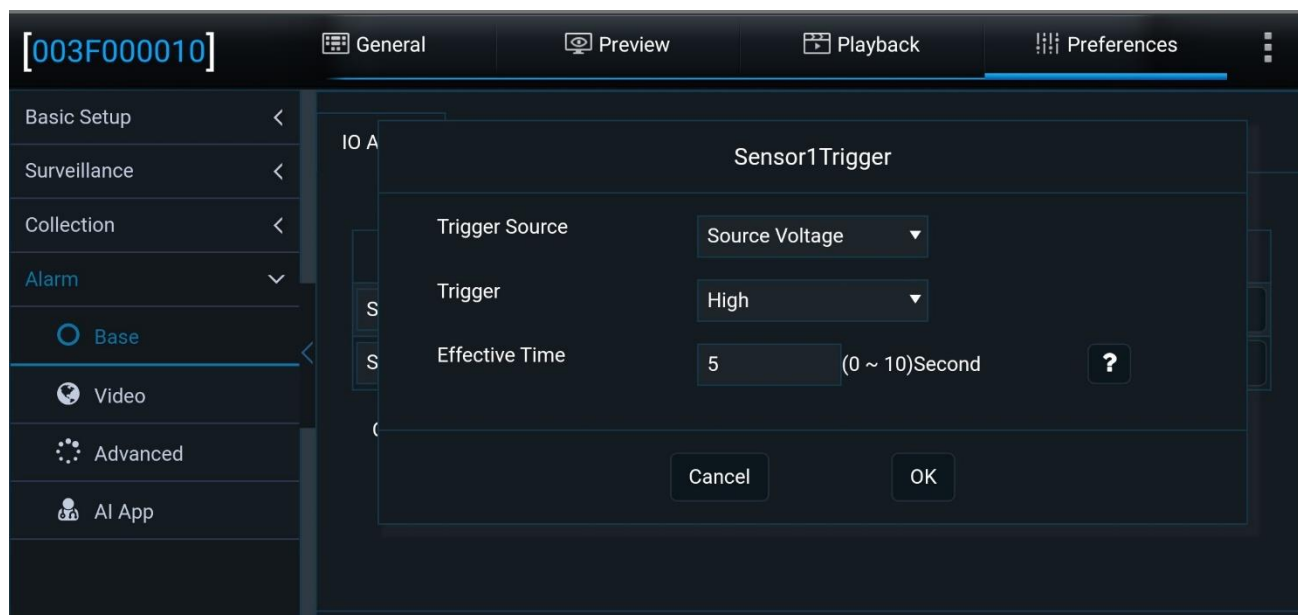 [003F000010]
General
Preview
Playback
Preferences
Basic Setup
Surveillance
Collection
Alarm
Base
Video
Advanced
AI App
IO A
Sensor1Trigger
Trigger Source
Source Voltage
Trigger
High
S
Effective Time
5
(0 ~ 10)Second
?
S
Cancel
OK